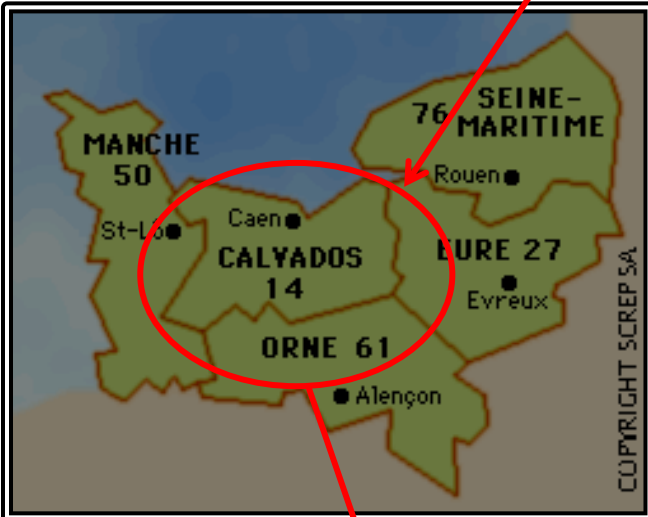 SEINE-
76 MARITIME
MANCHE
50
Rouen
Caen
St-Lô
CALVADOS
14
EURE 27
Evreux
ORNE 61
Alençon
COPYRIGHT SCREP SA